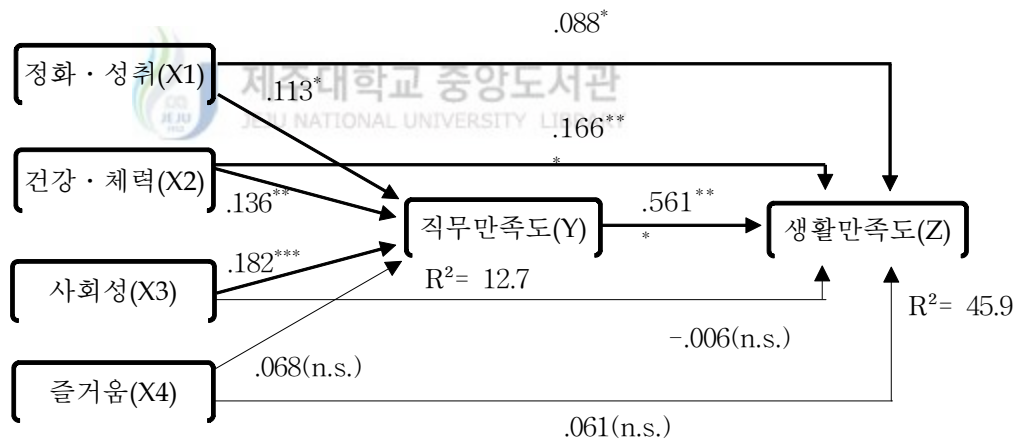 .088*
정화·성취(X1)
제주대학교 중앙도서관
JEJU NATIONAL UNIVERSITY LIBRARY
.113*
.166***
건강·체력(X2)
.136**
직무만족도(Y)
.561***
생활만족도(Z)
.182***
사회성(X3)
R²= 12.7
R²= 45.9
-.006(n.s.)
.068(n.s.)
즐거움(X4)
.061(n.s.)